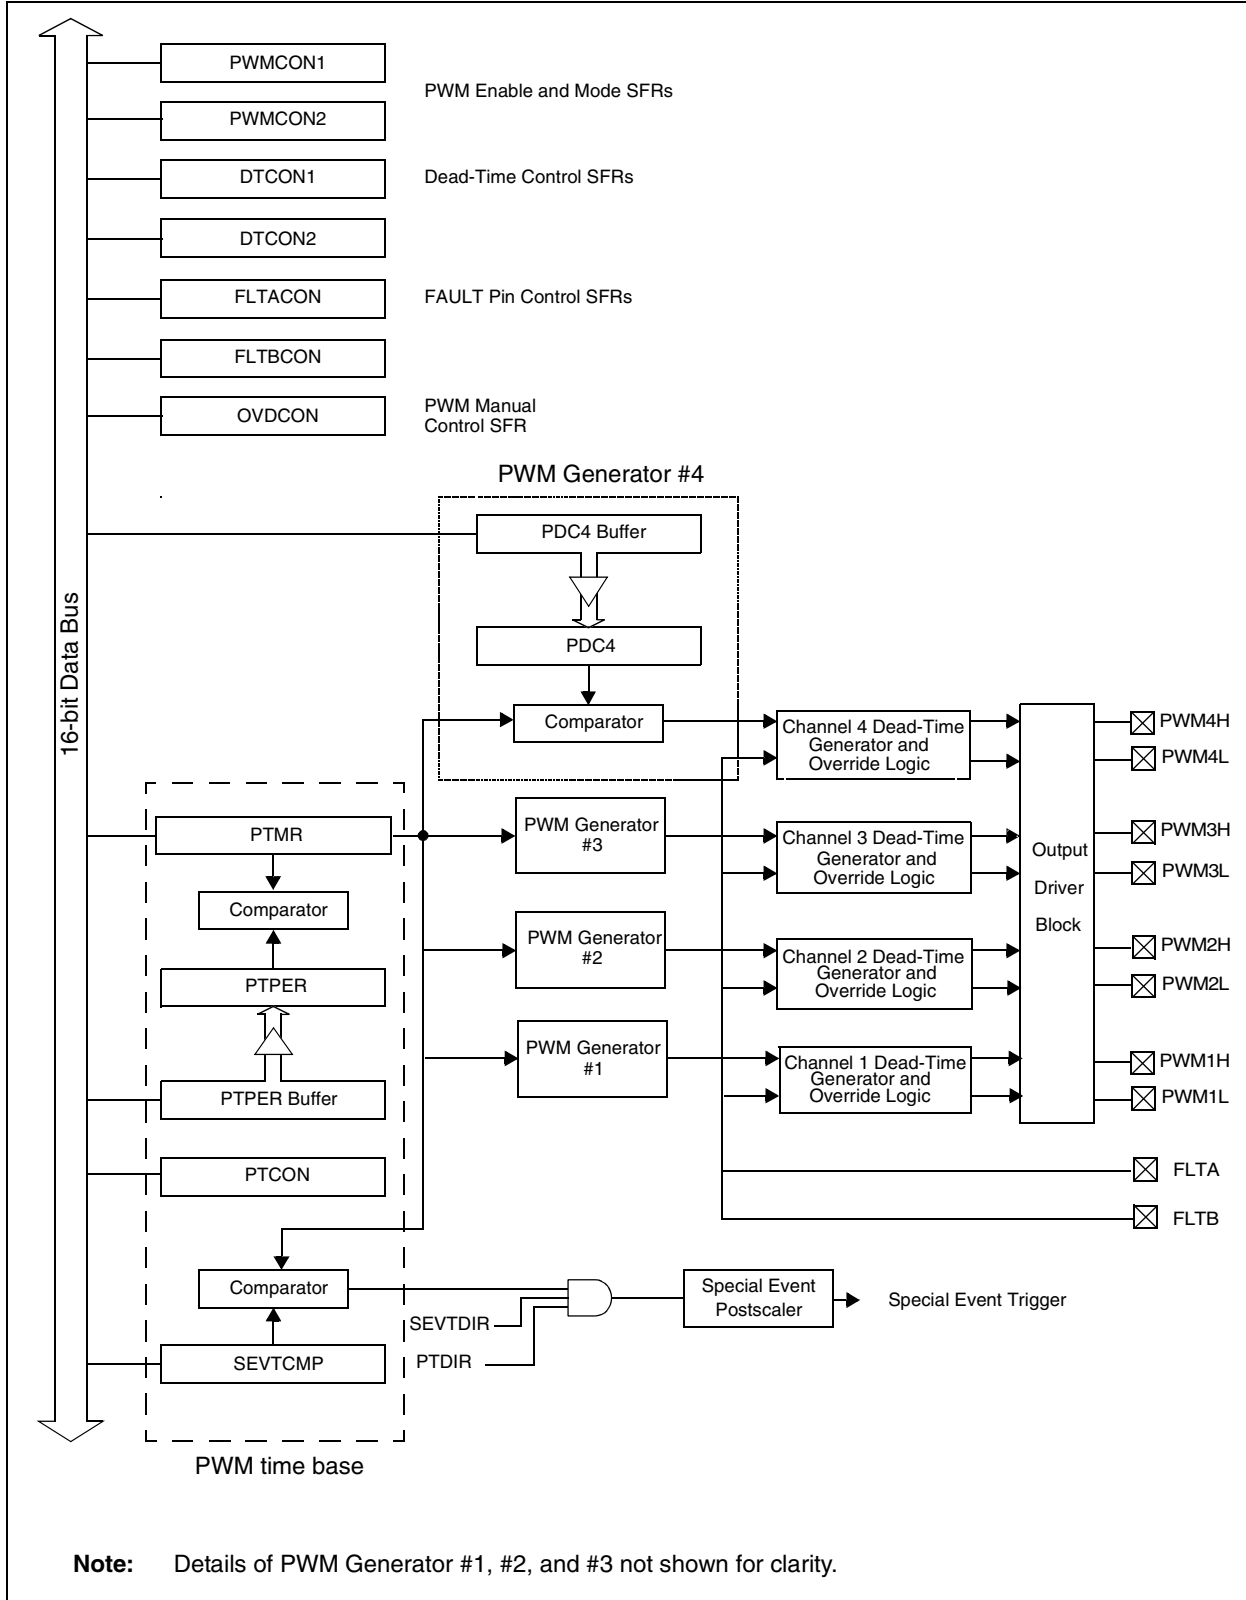 PWMCON1
PWM Enable and Mode SFRs
PWMCON2
DTCON1
Dead-Time Control SFRs
DTCON2
FLTACON
FAULT Pin Control SFRs
FLTBCON
OVDCON
PWM Manual
Control SFR
PWM Generator #4
PDC4 Buffer
PDC4
Comparator
16-bit Data Bus
Channel 4 Dead-Time
Generator and
Override Logic
PWM4H
PWM4L
PTMR
PWM Generator
#3
Channel 3 Dead-Time
Generator and
Override Logic
PWM3H
PWM3L
Output
Driver
Block
Comparator
PWM Generator
#2
Channel 2 Dead-Time
Generator and
Override Logic
PWM2H
PWM2L
PTPER
PWM Generator
#1
Channel 1 Dead-Time
Generator and
Override Logic
PWM1H
PWM1L
PTPER Buffer
PTCON
FLTA
FLTB
Comparator
SEVTDIR
PTDIR
Special Event
Postscaler
Special Event Trigger
SEVTCMP
PWM time base
Note: Details of PWM Generator #1, #2, and #3 not shown for clarity.